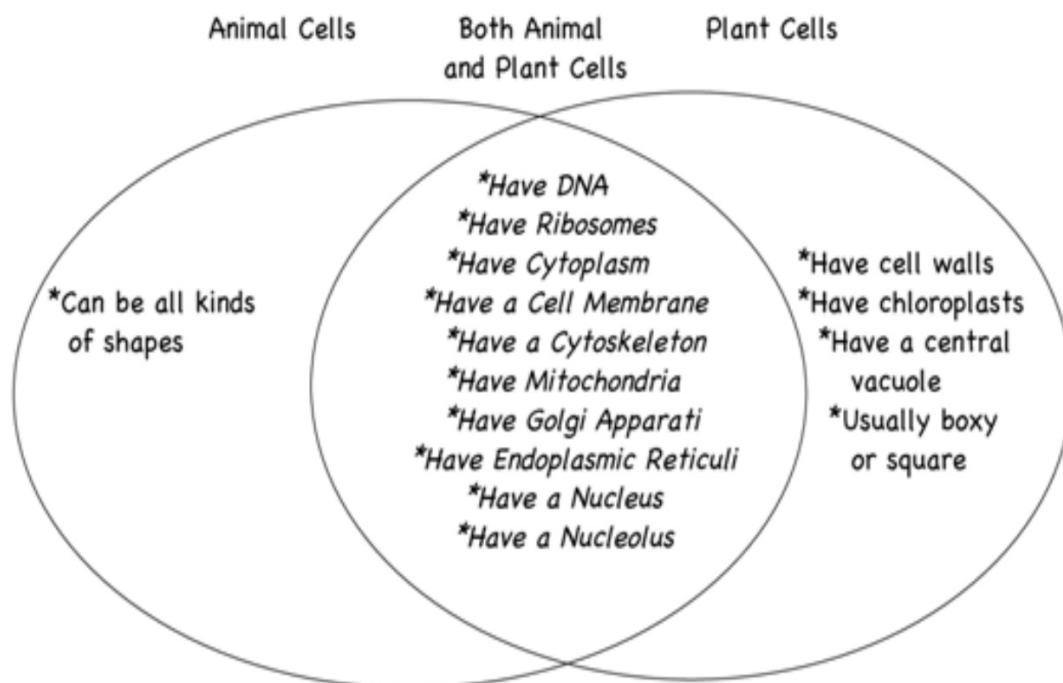 Animal Cells
Both Animal
and Plant Cells
Plant Cells
*Can be all kinds
of shapes
*Have DNA
*Have Ribosomes
*Have Cytoplasm
*Have a Cell Membrane
*Have a Cytoskeleton
*Have Mitochondria
*Have Golgi Apparati
*Have Endoplasmic Reticuli
*Have a Nucleus
*Have a Nucleolus
*Have cell walls
*Have chloroplasts
*Have a central
vacuole
*Usually boxy
or square